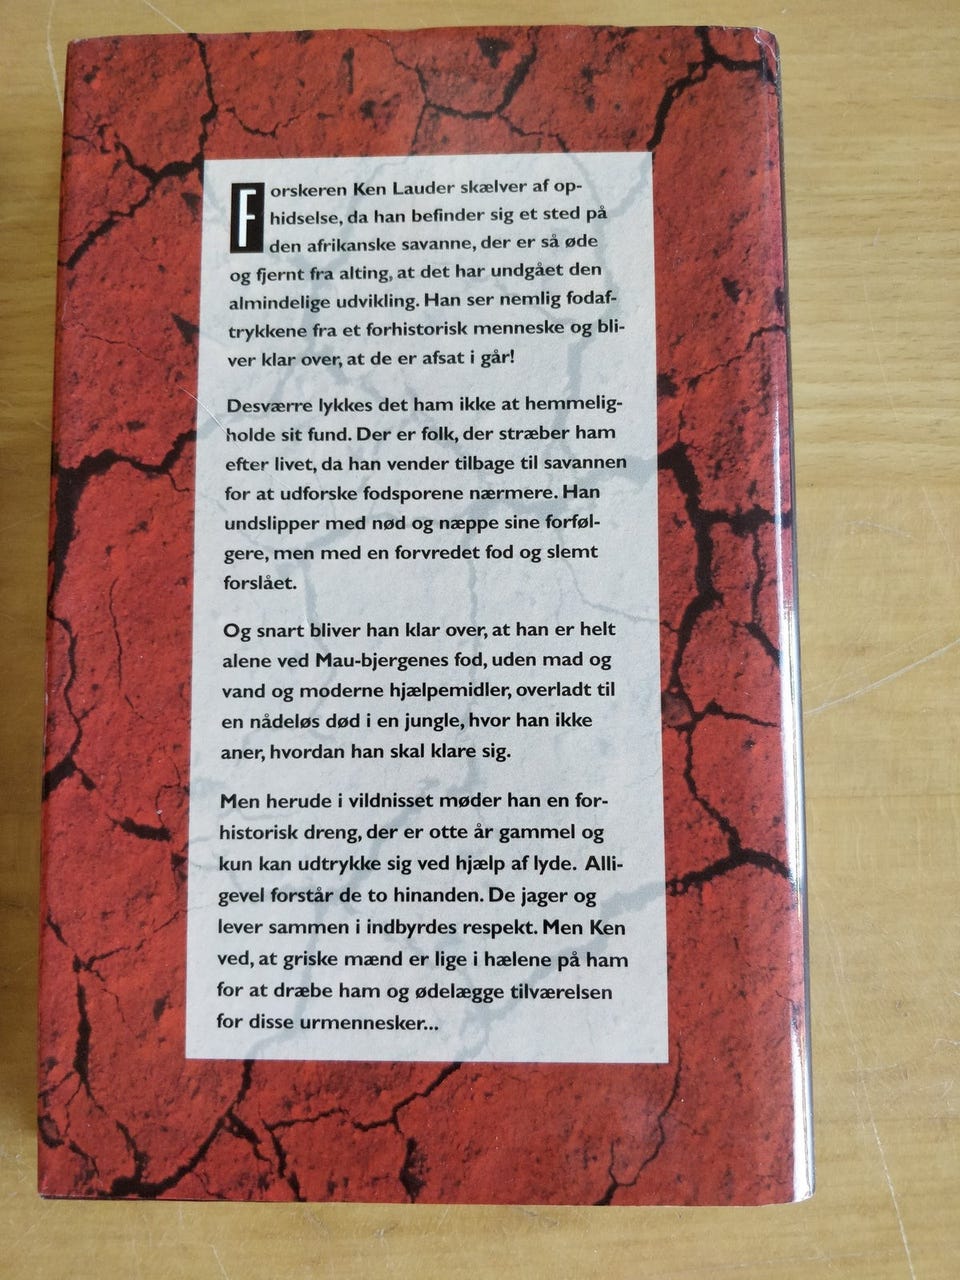 Forskeren Ken Lauder skælver af op-
hidselse, da han befinder sig et sted på
den afrikanske savanne, der er så øde
og fjernt fra alting, at det har undgået den
almindelige udvikling. Han ser nemlig fodaf-
trykkene fra et forhistorisk menneske og bli-
ver klar over, at de er afsat i går!
Desværre lykkes det ham ikke at hemmelig-
holde sit fund. Der er folk, der stræber ham
efter livet, da han vender tilbage til savannen
for at udforske fodsporene nærmere. Han
undslipper med nød og næppe sine forføl-
gere, men med en forvredet fod og slemt
forslået.
Og snart bliver han klar over, at han er helt
alene ved Mau-bjergenes fod, uden mad og
vand og moderne hjælpemidler, overladt til
en nådeløs død i en jungle, hvor han ikke
aner, hvordan han skal klare sig.
Men herude i vildnisset møder han en for-
historisk dreng, der er otte år gammel og
kun kan udtrykke sig ved hjælp af lyde. Alli-
gevel forstår de to hinanden. De jager og
lever sammen i indbyrdes respekt. Men Ken
ved, at griske mænd er lige i hælene på ham
for at dræbe ham og ødelægge tilværelsen
for disse urmennesker...